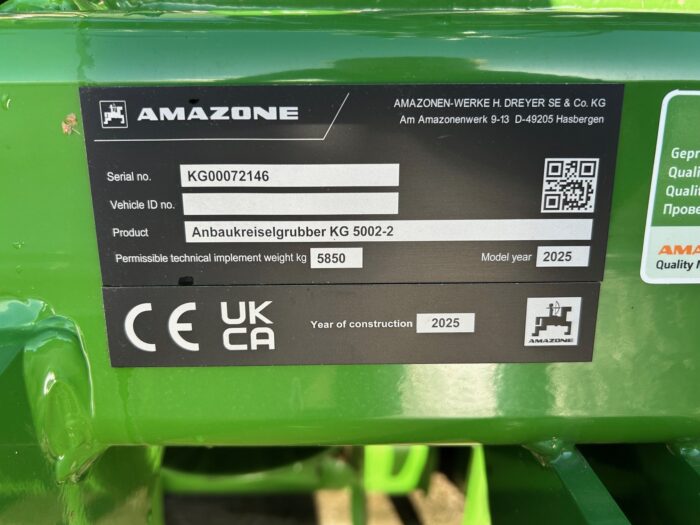 AMAZONE
AMAZONEN-WERKE H. DREYER SE & Co. KG
Am Amazonenwerk 9-13 D-49205 Hasbergen
Serial no. KG00072146
Vehicle ID no.
Product Anbaukreiselgrubber KG 5002-2
Permissible technical implement weight kg 5850
Model year 2025
CE UK CA
Year of construction 2025
AMAZONE
Gepr
Quali
Qualit
Прове
AMA
Quality M